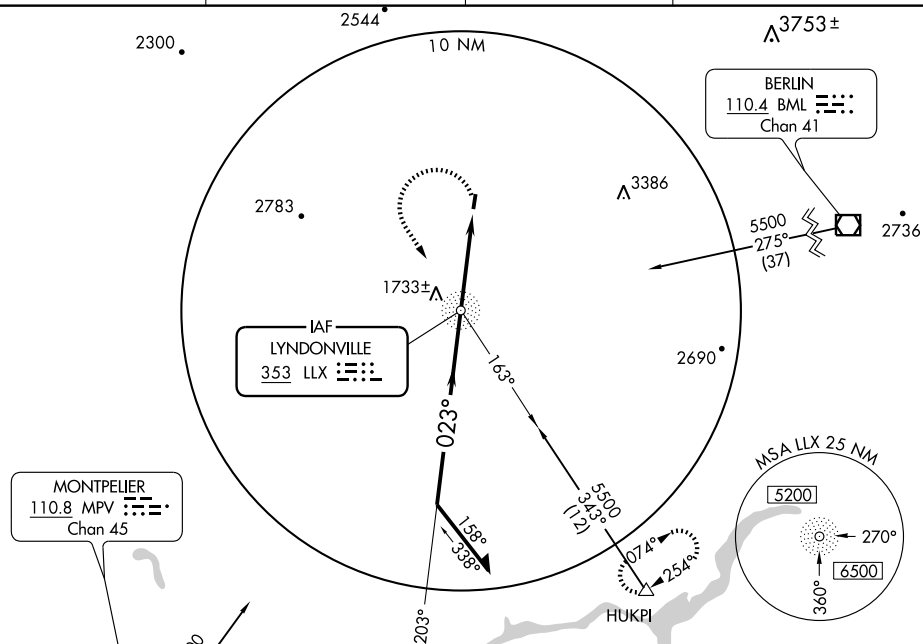 2544
2300
10 NM
3753±
BERLIN
110.4 BML
Chan 41
2783
3386
5500
275°
(37)
2736
1733±
IAF
LYNDONVILLE
353 LLX
163°
2690
023°
MSA LLX 25 NM
5200
270°
6500
360°
MONTPELIER
110.8 MPV
Chan 45
5500
343°
(12)
158°
338°
074°
254°
HUKPI
203°